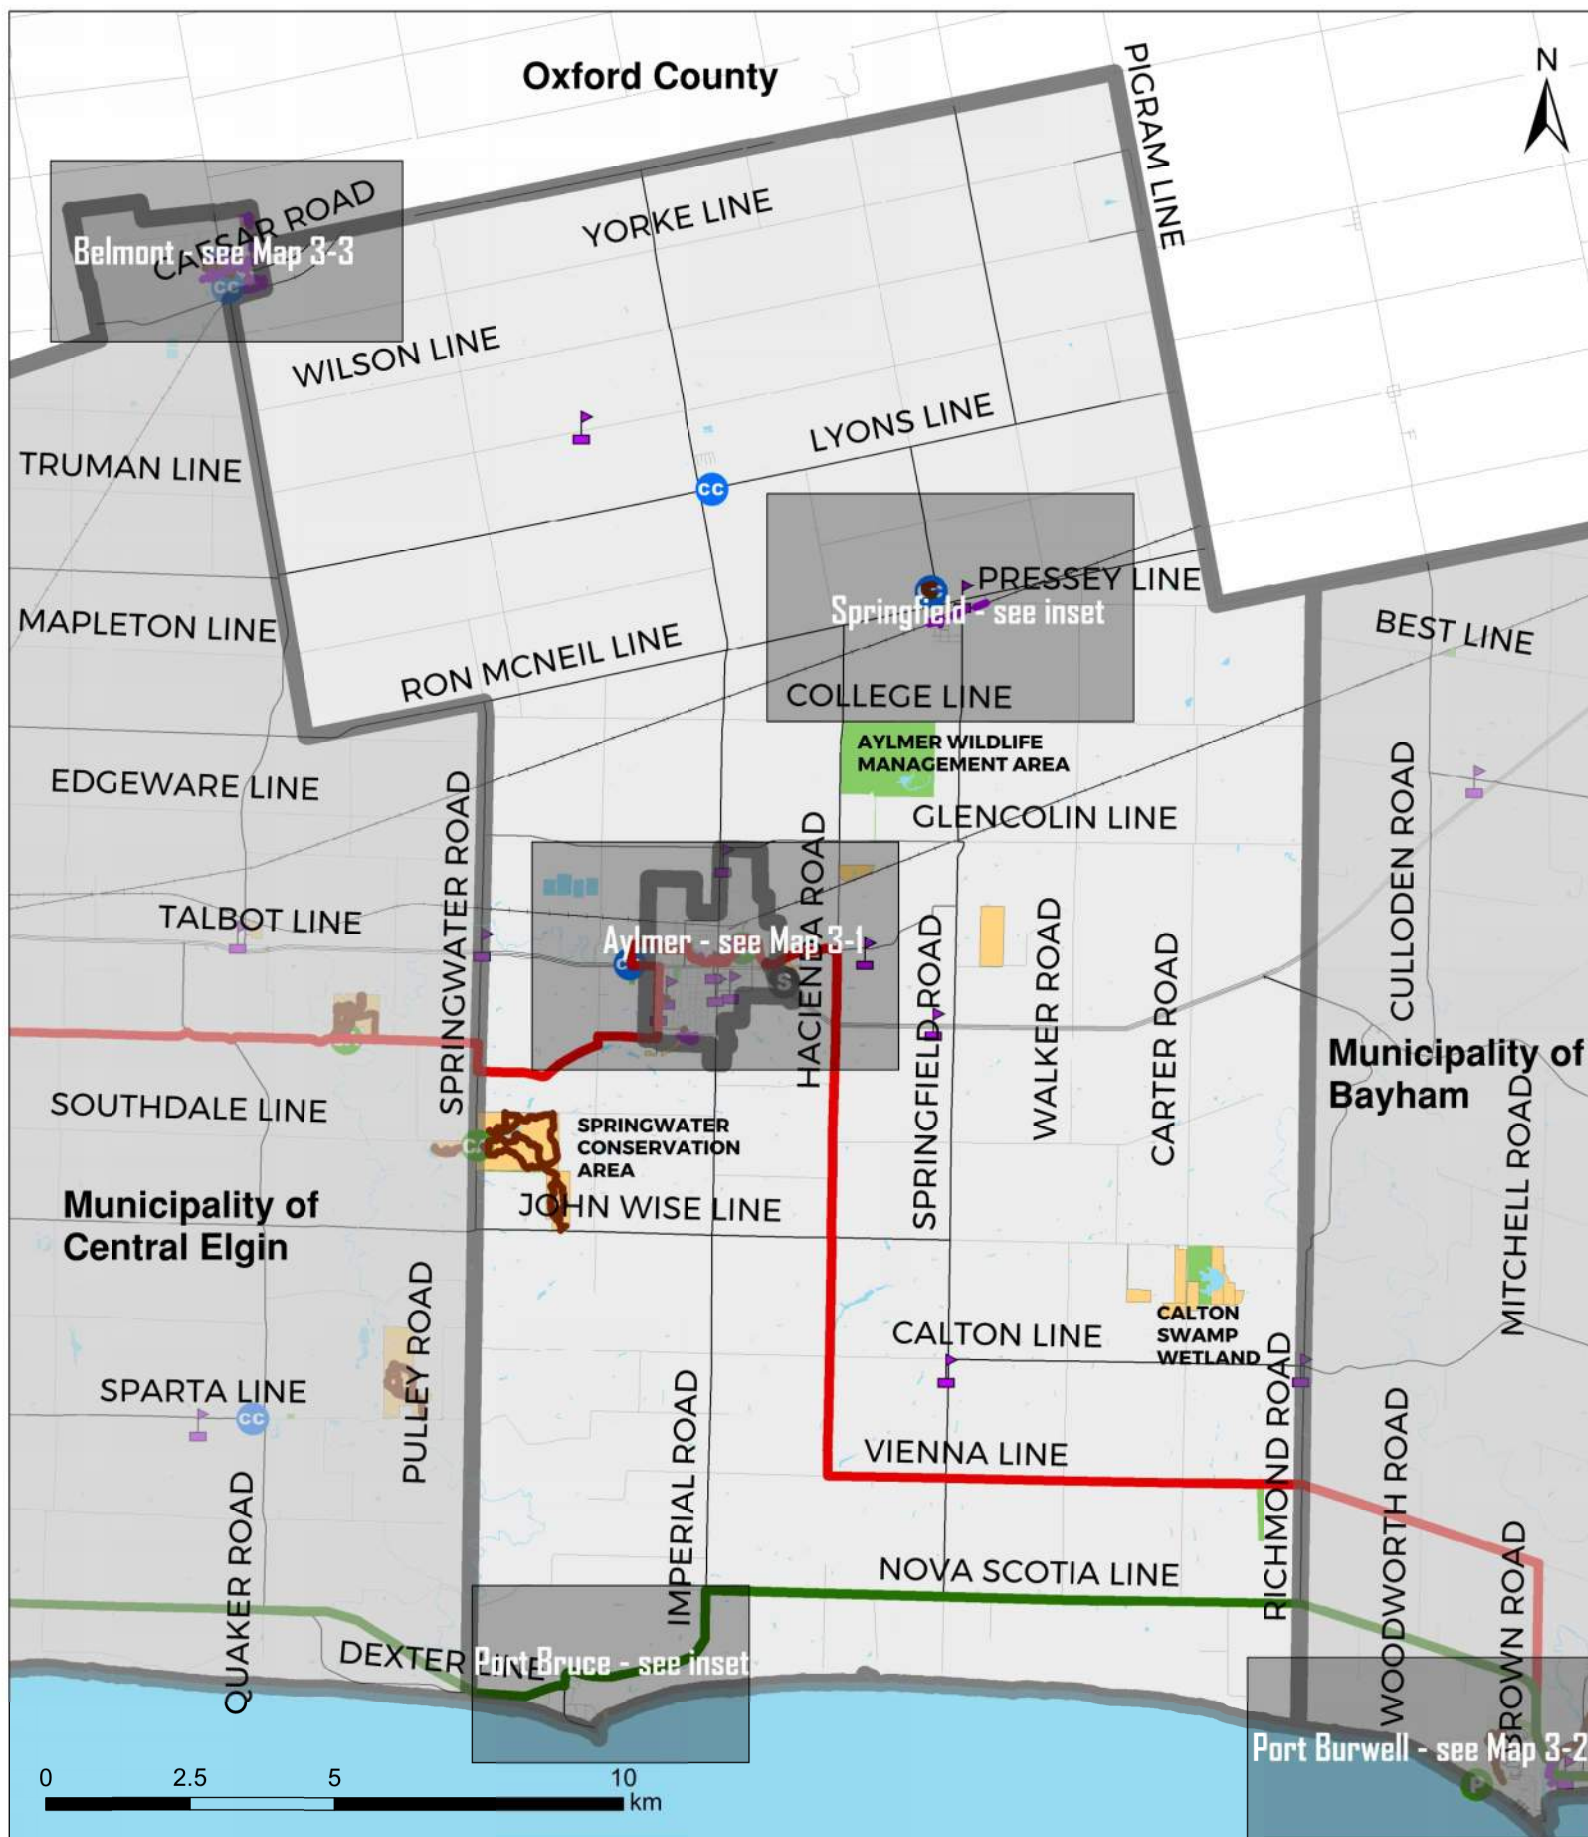 Oxford County
N
PIGRAM LINE
CAESAR ROAD
Belmont - see Map 3-3
YORKE LINE
WILSON LINE
LYONS LINE
TRUMAN LINE
CC
CC
PRESSEY LINE
Springfield - see inset
MAPLETON LINE
BEST LINE
RON MCNEIL LINE
COLLEGE LINE
AYLMER WILDLIFE
MANAGEMENT AREA
EDGEWARE LINE
GLENCOLIN LINE
SPRINGWATER ROAD
HACIENDA ROAD
CULLODEN ROAD
TALBOT LINE
Aylmer - see Map 3-1
S
SPRINGFIELD ROAD
WALKER ROAD
CARTER ROAD
Municipality of
Bayham
SOUTHDALE LINE
SPRINGWATER
CONSERVATION
AREA
CA
JOHN WISE LINE
MITCHELL ROAD
Municipality of
Central Elgin
PULLEY ROAD
CALTON
SWAMP
WETLAND
CALTON LINE
SPARTA LINE
CC
IMPERIAL ROAD
RICHMOND ROAD
WOODWORTH ROAD
VIENNA LINE
QUAKER ROAD
NOVA SCOTIA LINE
BROWN ROAD
DEXTER LINE
Port Bruce - see inset
Port Burwell - see Map 3-2
P
0 2.5 5 10
km